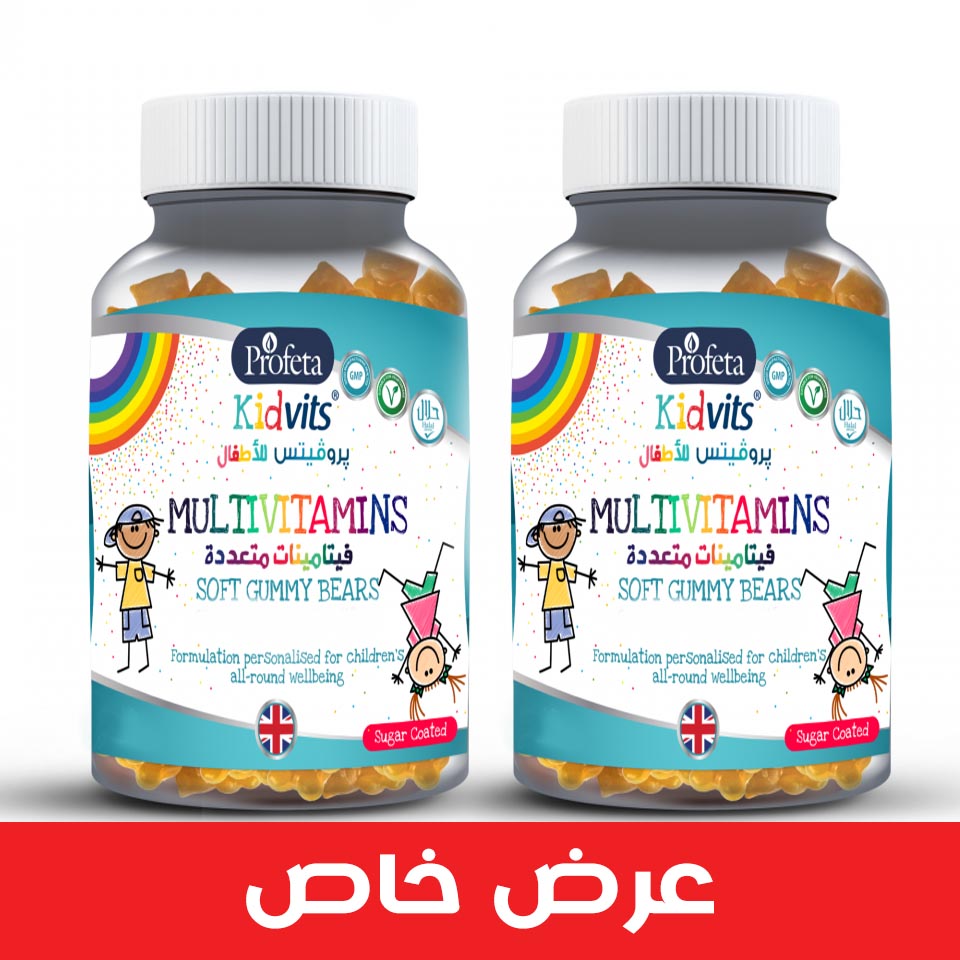 Profeta
GMP
V
حلال
Halal
Kidvits®
پروڤيتس للأطفال
MULTIVITAMINS
فيتامينات متعددة
SOFT GUMMY BEARS
Formulation personalised for children's
all-round wellbeing
Sugar Coated
Profeta
GMP
V
حلال
Halal
Kidvits®
پروڤيتس للأطفال
MULTIVITAMINS
فيتامينات متعددة
SOFT GUMMY BEARS
Formulation personalised for children's
all-round wellbeing
Sugar Coated
عرض خاص